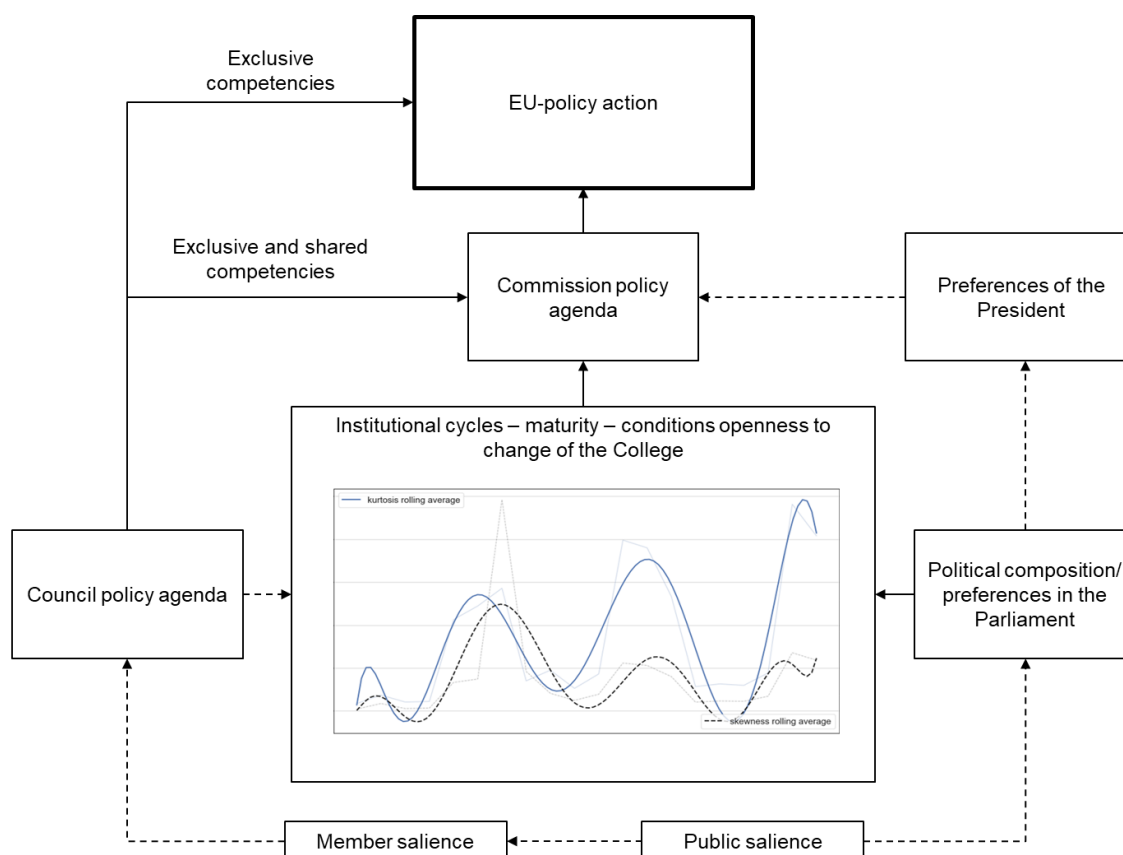 Exclusive
competencies
EU-policy action
Exclusive and shared
competencies
Commission policy
agenda
Preferences of the
President
Institutional cycles – maturity – conditions openness to
change of the College
kurtosis rolling average
Council policy agenda
Political composition/
preferences in the
Parliament
skewness rolling average
Member salience
Public salience